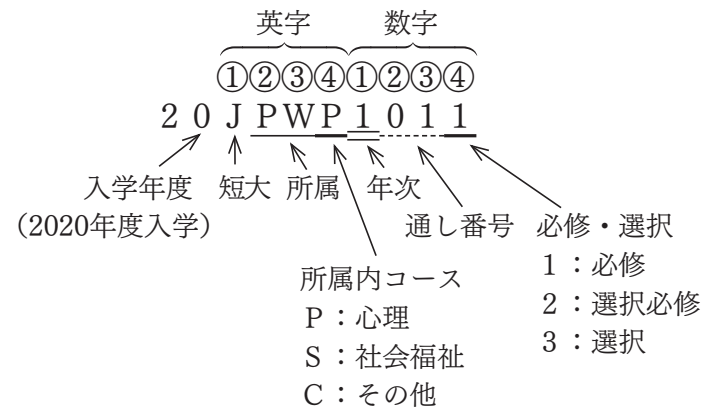 英字 数字
①②③④①②③④
20JPWP1011
入学年度 短大 所属 年次
（2020年度入学）
通し番号 必修・選択
1：必修
2：選択必修
3：選択
所属内コース
P：心理
S：社会福祉
C：その他